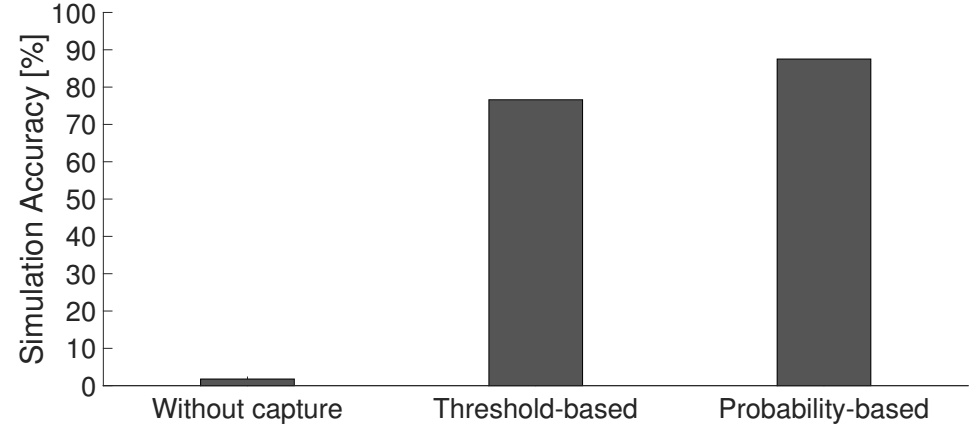 Simulation Accuracy [%]
100
90
80
70
60
50
40
30
20
10
0
Without capture
Threshold-based
Probability-based